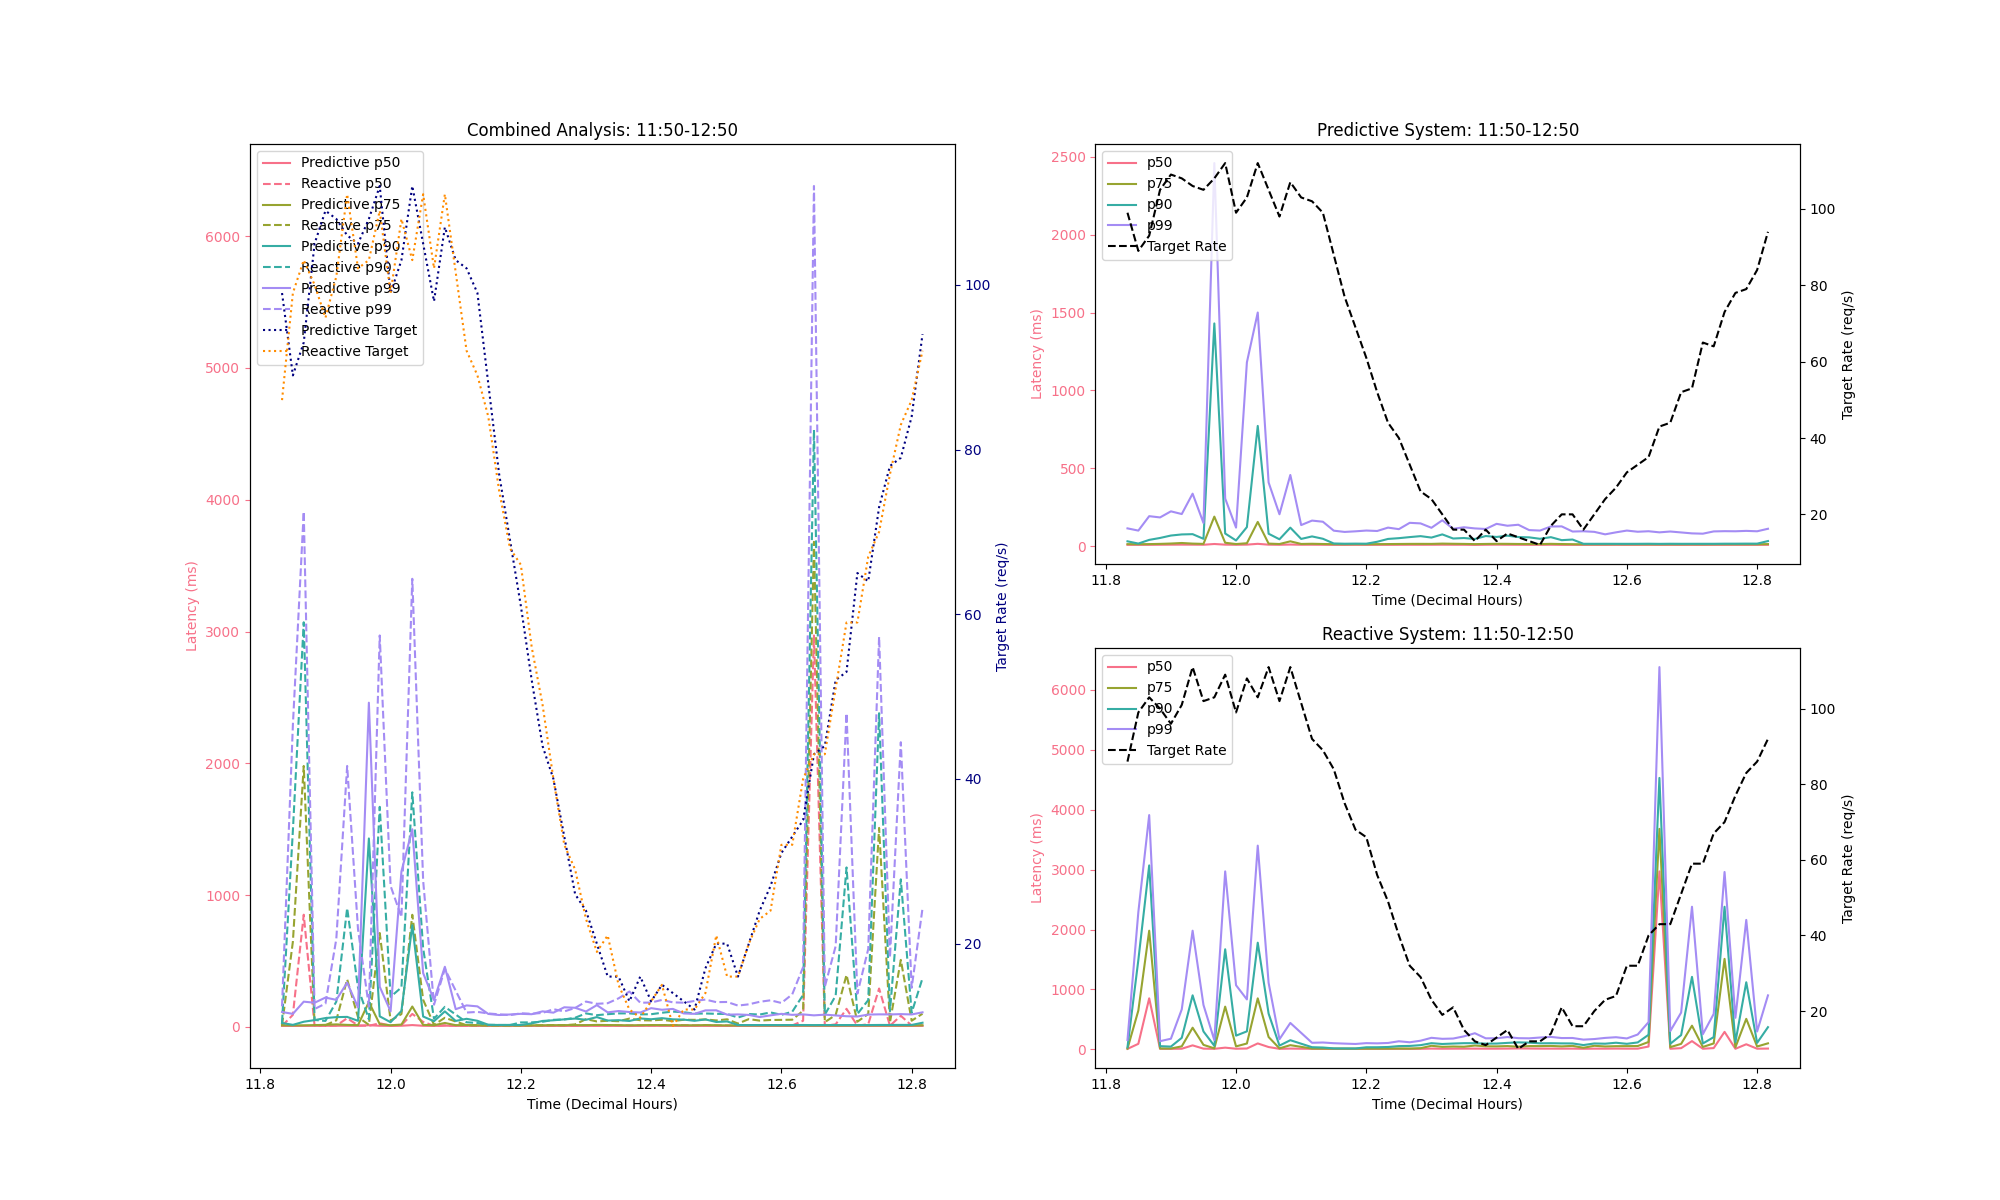 Combined Analysis: 11:50-12:50
Predictive p50
Reactive p50
Predictive p75
Reactive p75
Predictive p90
Reactive p90
Predictive p99
Reactive p99
Predictive Target
Reactive Target
6000
5000
4000
3000
2000
1000
0
Latency (ms)
100
80
60
40
20
Target Rate (req/s)
11.8 12.0 12.2 12.4 12.6 12.8
Time (Decimal Hours)
Predictive System: 11:50-12:50
p50
p75
p90
p99
Target Rate
2500
2000
1500
1000
500
0
Latency (ms)
100
80
60
40
20
Target Rate (req/s)
11.8 12.0 12.2 12.4 12.6 12.8
Time (Decimal Hours)
Reactive System: 11:50-12:50
p50
p75
p90
p99
Target Rate
6000
5000
4000
3000
2000
1000
0
Latency (ms)
100
80
60
40
20
Target Rate (req/s)
11.8 12.0 12.2 12.4 12.6 12.8
Time (Decimal Hours)